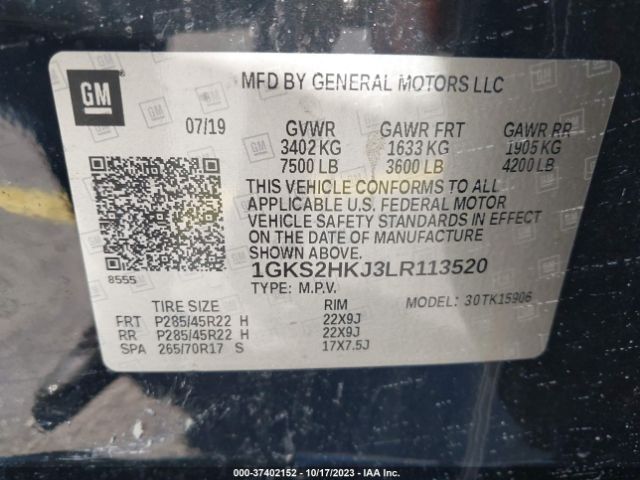 GM
MFD BY GENERAL MOTORS LLC
07/19 GVWR GAWR FRT GAWR RR
3402 KG 1633 KG 1905 KG
7500 LB 3600 LB 4200 LB
THIS VEHICLE CONFORMS TO ALL
APPLICABLE U.S. FEDERAL MOTOR
VEHICLE SAFETY STANDARDS IN EFFECT
ON THE DATE OF MANUFACTURE
SHOWN ABOVE.
8555
1GKS2HKJ3LR113520
TYPE: M.P.V. MODEL: 30TK15906
TIRE SIZE RIM
FRT P285/45R22 H 22X9J
RR P285/45R22 H 22X9J
SPA 265/70R17 S 17X7.5J
000-37402152 - 10/17/2023 - IAA Inc.